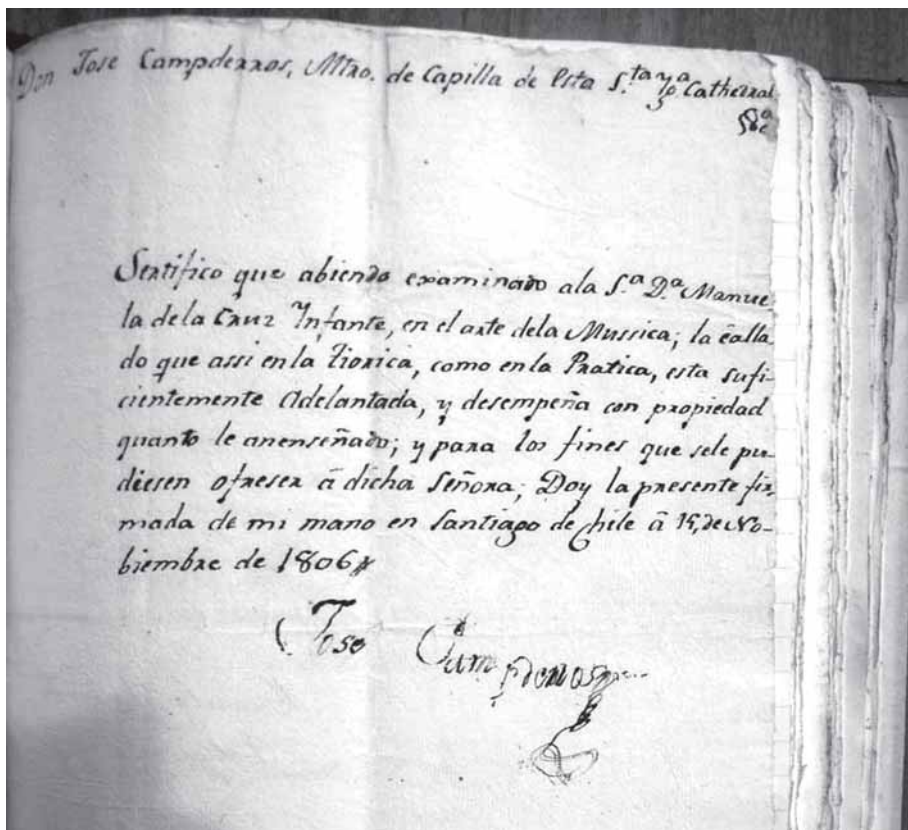 Don Jose Campderros, Mtro. de Capilla de Esta S.ta Yg.a Cathedral
&c.a
Sertifico que abiendo examinado ala S.a D.a Manue
la dela Cruz Infante, en el arte dela Mussica; la ealla
do que assi en la Tiorica, como en la Pratica, esta sufi-
cientemente Adelantada, y desempeña con propiedad
quanto le anenseñado; y para los fines que sele pu-
diesen ofreser â dicha Señora; Doy la presente fir-
mada de mi mano en Santiago de Chile â 15, de No-
biembre de 1806
Jose Campderros